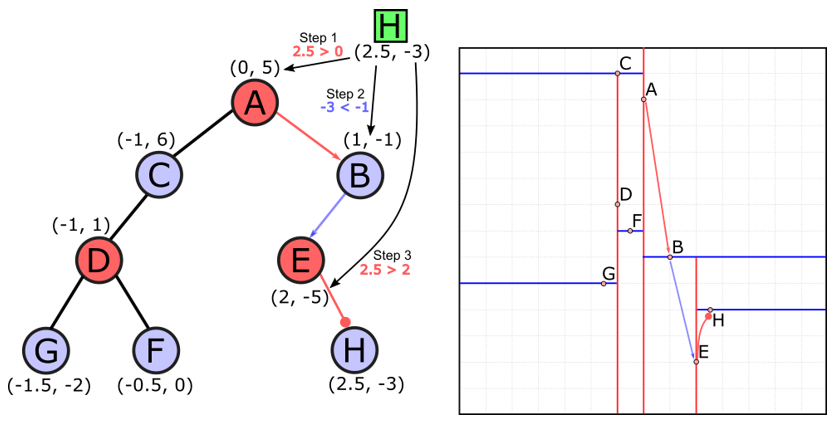 H
Step 1
2.5 > 0
(2.5, -3)
(0, 5)
A
Step 2
-3 < -1
(-1, 6)
C
(1, -1)
B
(-1, 1)
D
E
Step 3
2.5 > 2
(2, -5)
G
(-1.5, -2)
F
(-0.5, 0)
H
(2.5, -3)
C
A
D
F
B
G
H
E